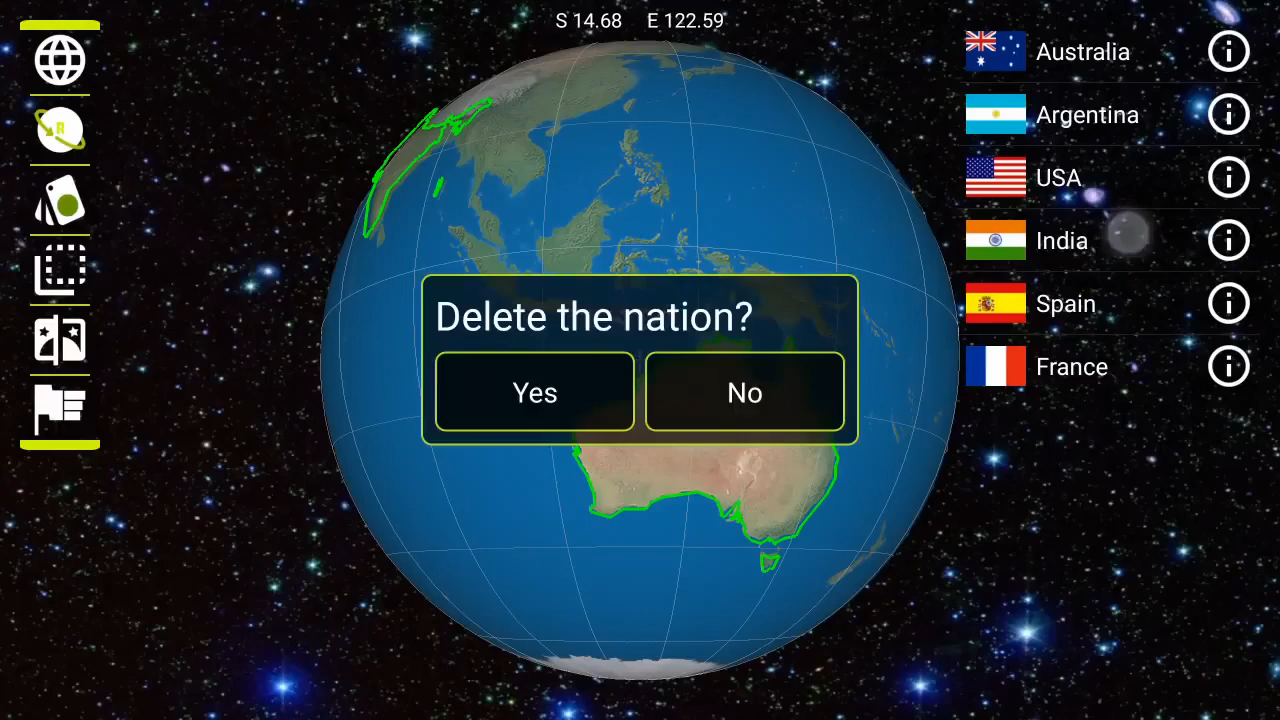 S 14.68 E 122.59
R
Australia
Argentina
USA
India
Spain
France
Delete the nation?
Yes
No